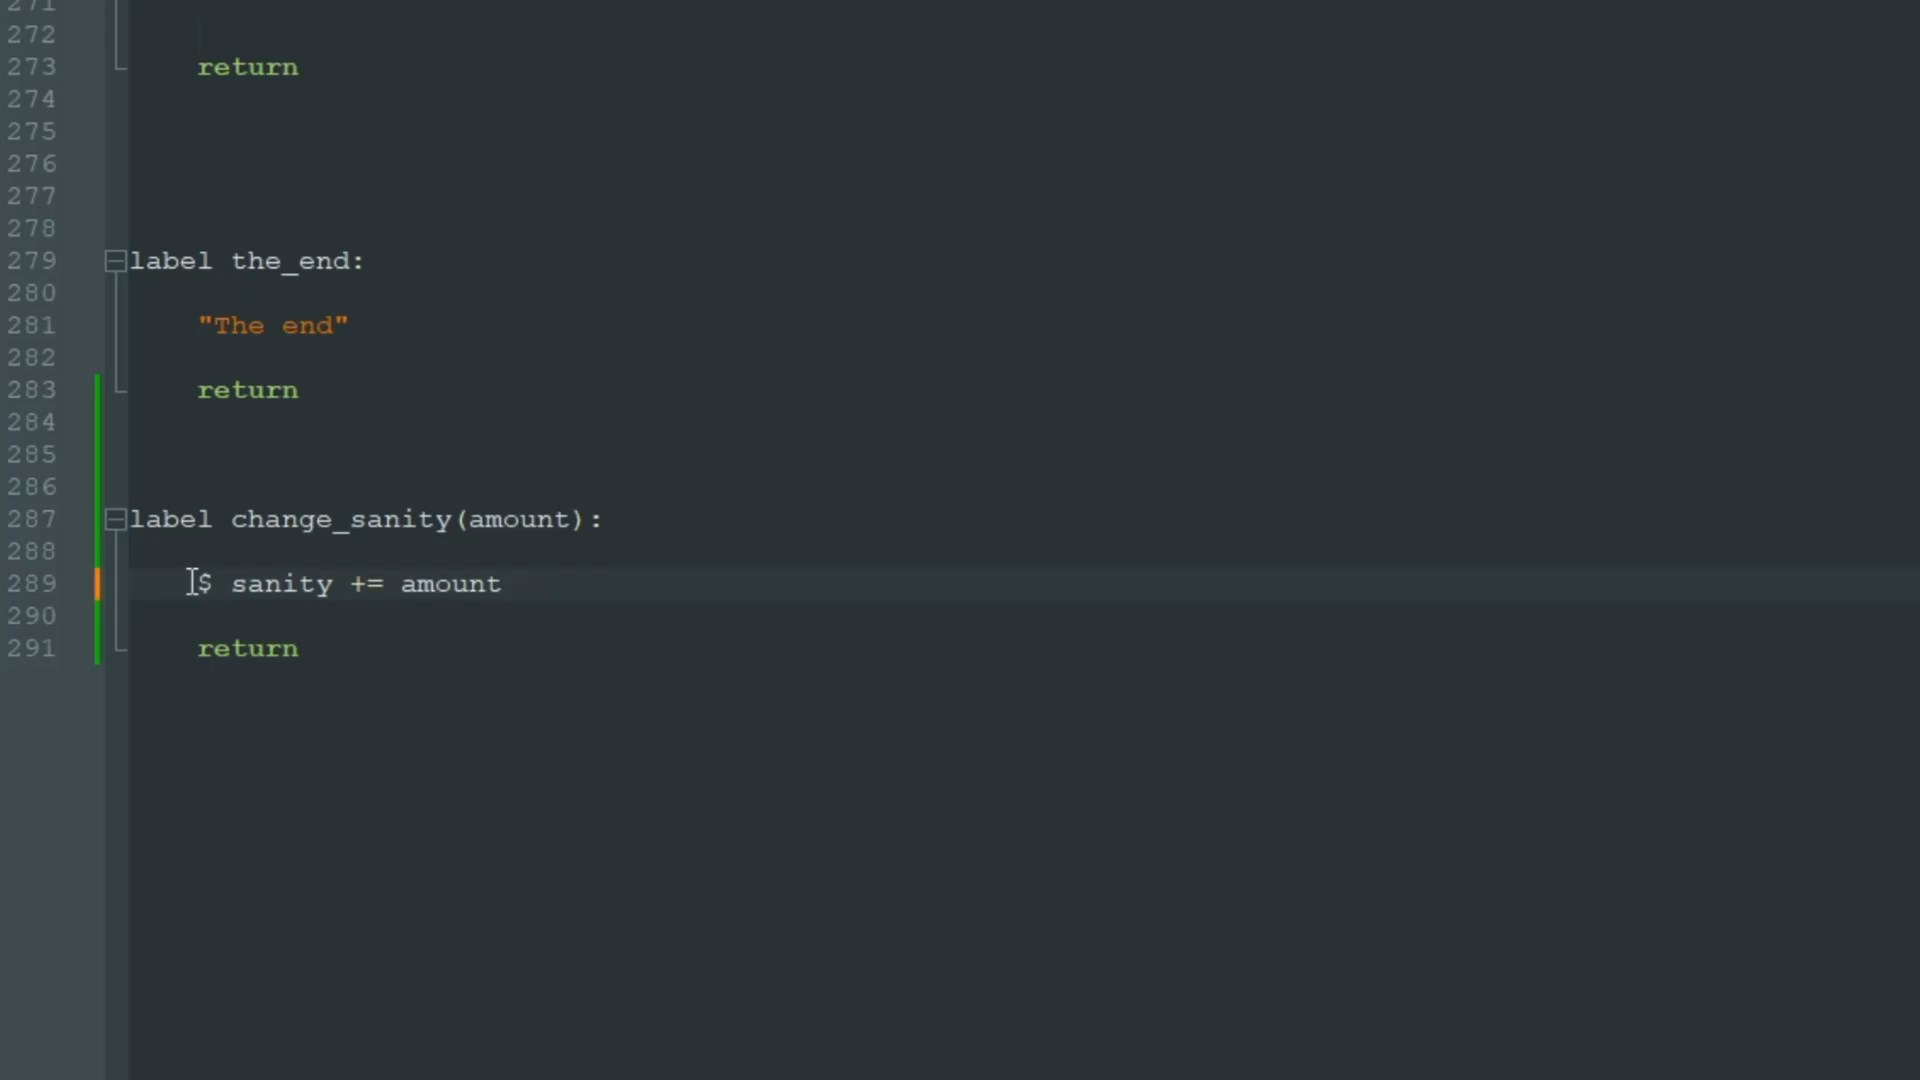 271
272
273 return
274
275
276
277
278
279 label the_end:
280
281 "The end"
282
283 return
284
285
286
287 label change_sanity(amount):
288
289 $ sanity += amount
290
291 return